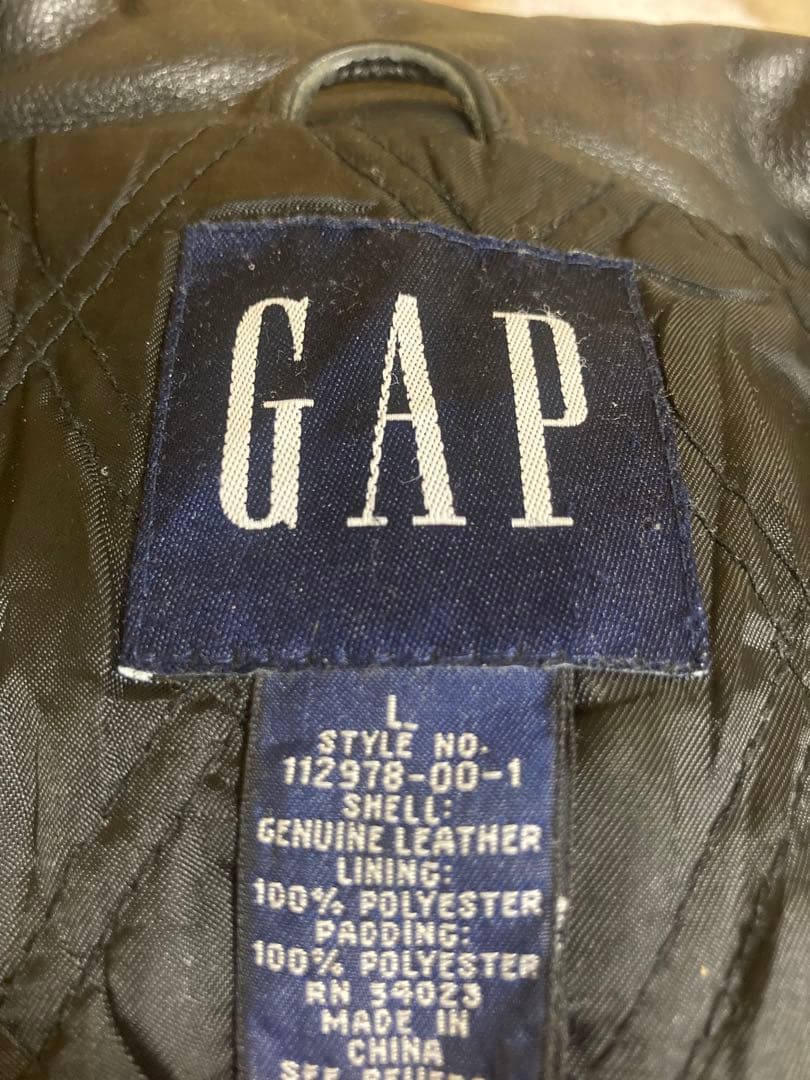 GAP
L
STYLE NO.
112978-00-1
SHELL:
GENUINE LEATHER
LINING:
100% POLYESTER
PADDING:
100% POLYESTER
RN 54023
MADE IN
CHINA
SEE